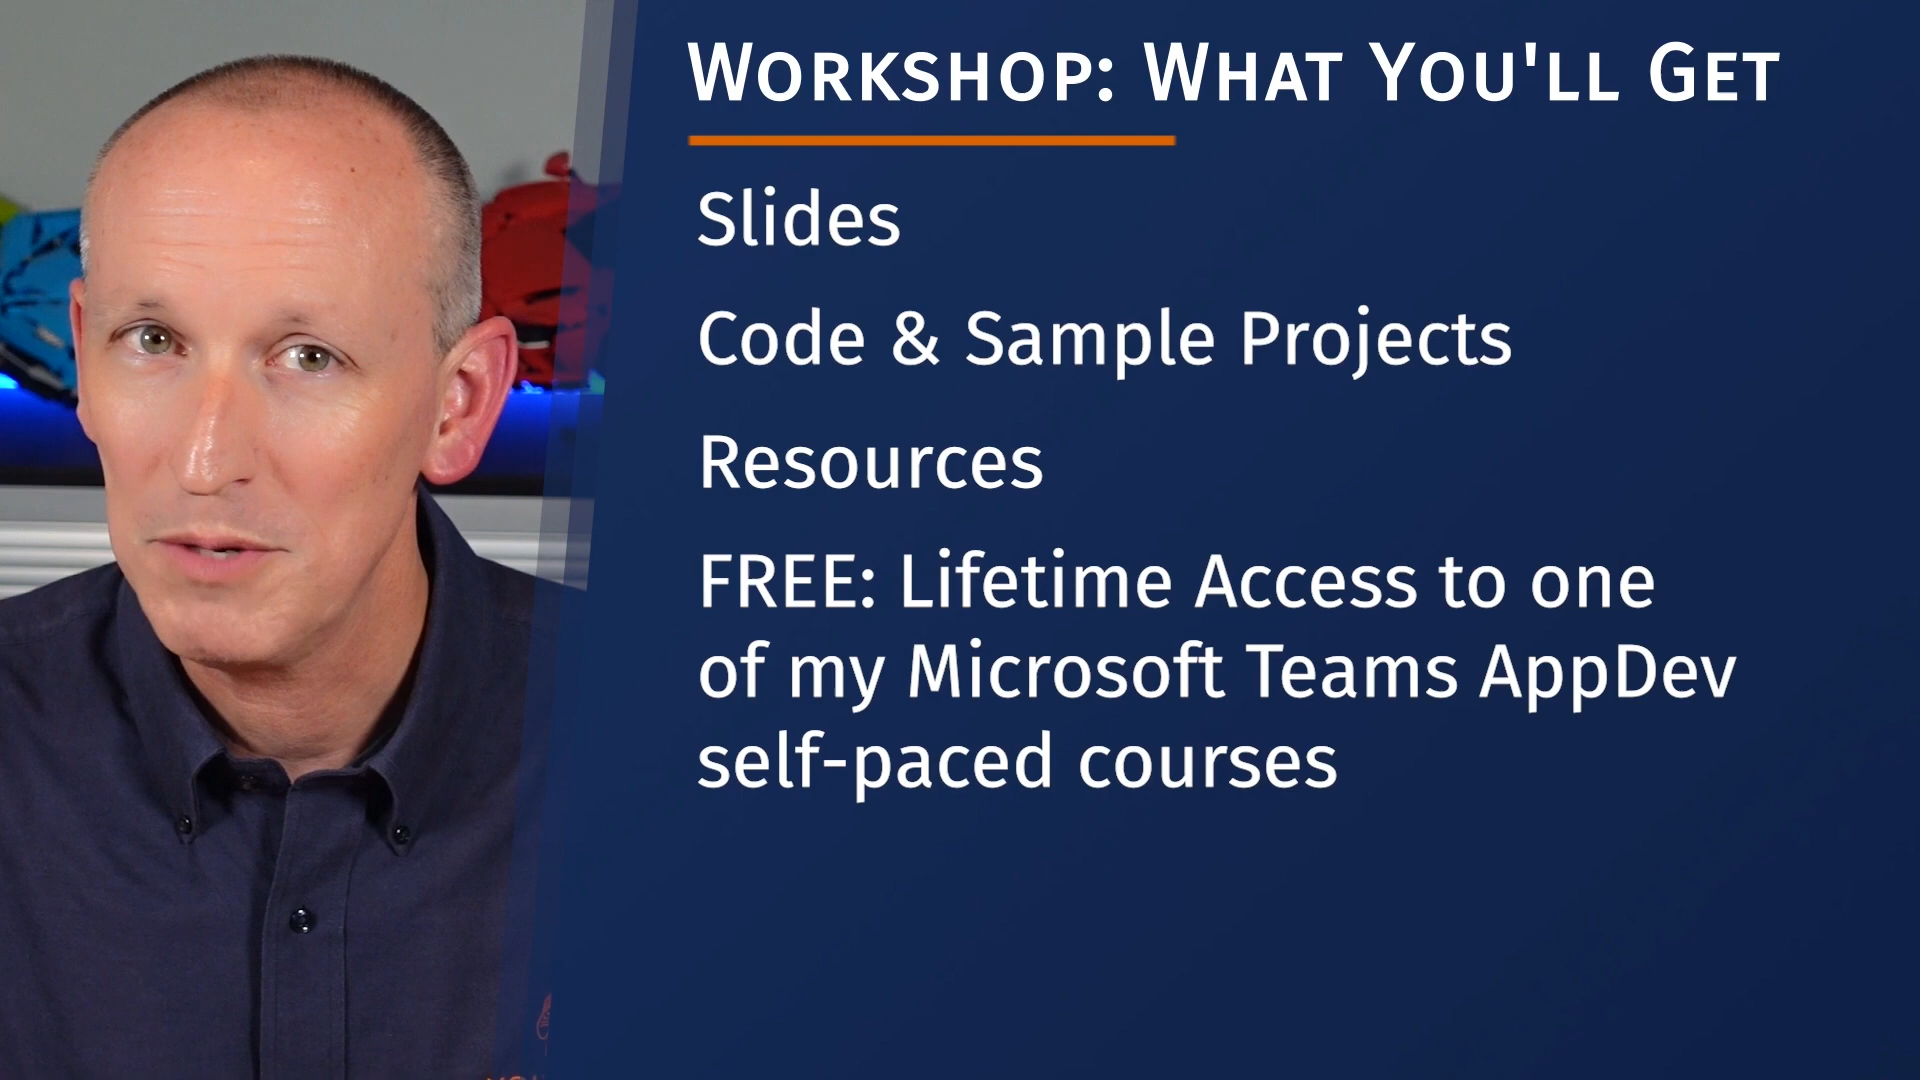 Workshop: What You'll Get
Slides
Code & Sample Projects
Resources
FREE: Lifetime Access to one
of my Microsoft Teams AppDev
self-paced courses